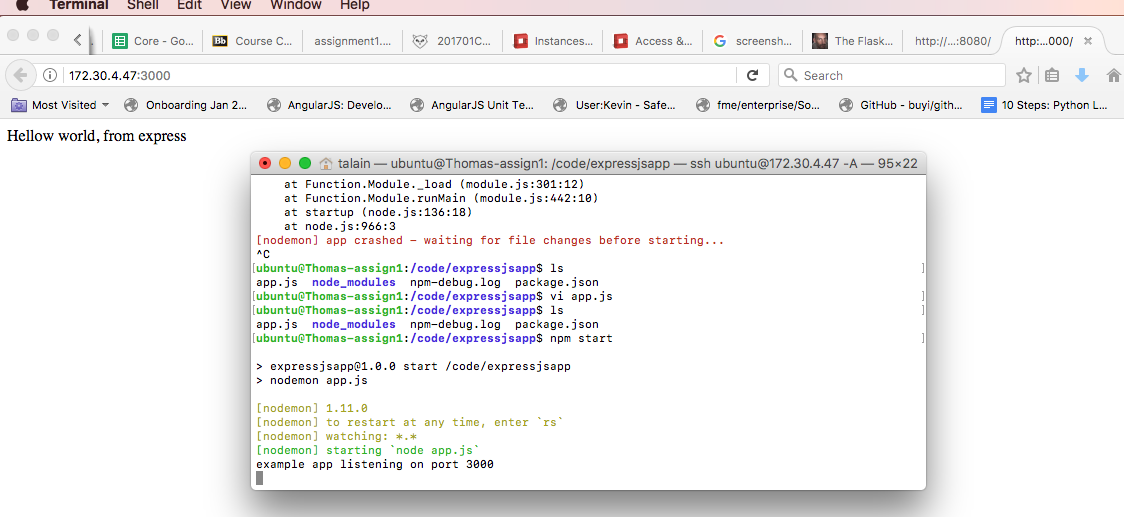 Terminal Shell Edit View Window Help
Core - Go... Bb Course C... assignment1.... 201701C... Instances... Access &... G screensh... The Flask... http://...:8080/ http:...000/
172.30.4.47:3000 Search
Most Visited Onboarding Jan 2... AngularJS: Develo... AngularJS Unit Te... User:Kevin - Safe... fme/enterprise/So... GitHub - buyi/gith... 10 Steps: Python L...
Hellow world, from express
talain — ubuntu@Thomas-assign1: /code/expressjsapp — ssh ubuntu@172.30.4.47 -A — 95×22
at Function.Module._load (module.js:301:12)
at Function.Module.runMain (module.js:442:10)
at startup (node.js:136:18)
at node.js:966:3
[nodemon] app crashed - waiting for file changes before starting...
^C
[ubuntu@Thomas-assign1:/code/expressjsapp$ ls ]
app.js node_modules npm-debug.log package.json
[ubuntu@Thomas-assign1:/code/expressjsapp$ vi app.js ]
[ubuntu@Thomas-assign1:/code/expressjsapp$ ls ]
app.js node_modules npm-debug.log package.json
[ubuntu@Thomas-assign1:/code/expressjsapp$ npm start ]
> expressjsapp@1.0.0 start /code/expressjsapp
> nodemon app.js
[nodemon] 1.11.0
[nodemon] to restart at any time, enter `rs`
[nodemon] watching: *.*
[nodemon] starting `node app.js`
example app listening on port 3000